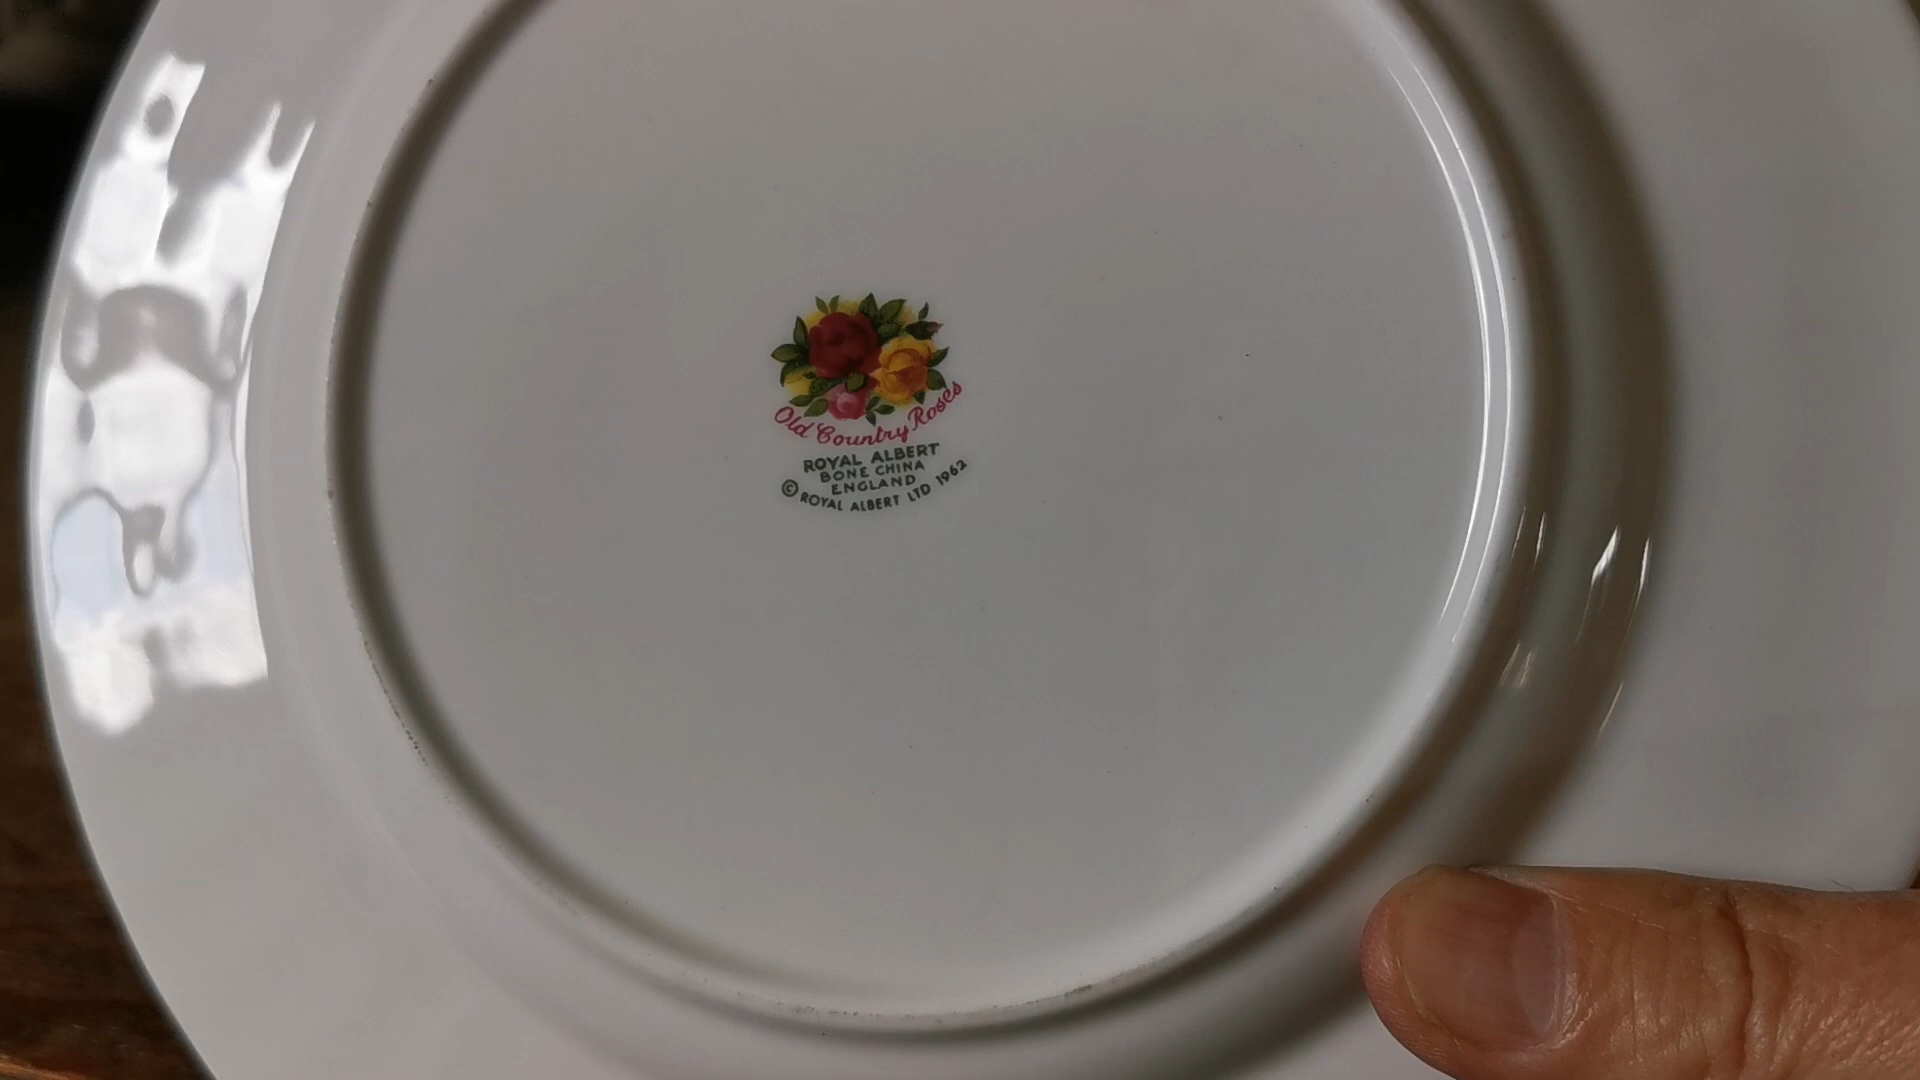 Old Country Roses
ROYAL ALBERT
BONE CHINA
ENGLAND
© ROYAL ALBERT LTD 1962